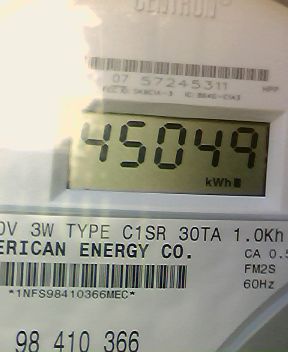 CENTRON
07 57245311
45049
kWh
3W TYPE C1SR 30TA 1.0Kh
ERICAN ENERGY CO.
CA 0.5
FM2S
*1NFS98410366MEC*
60Hz
98 410 366